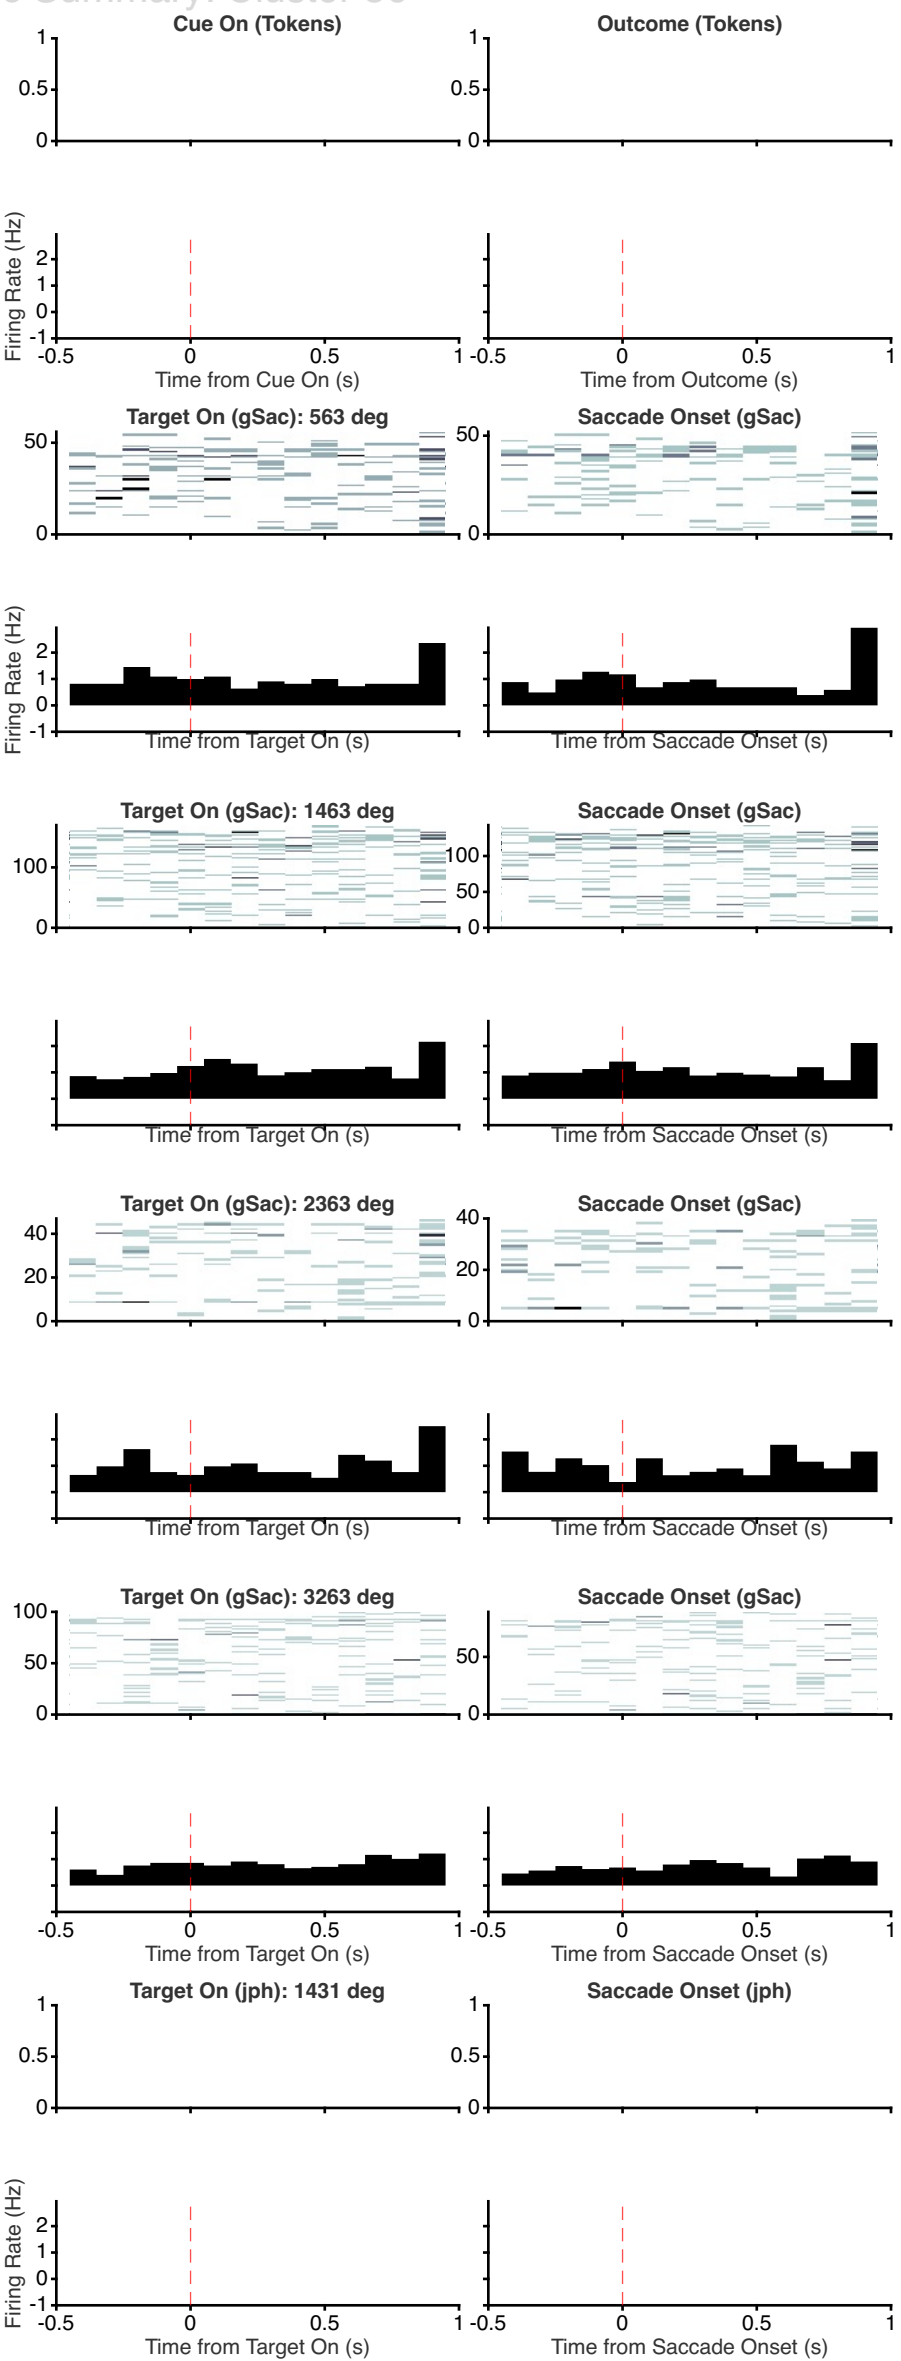 Summary: Cluster
Cue On (Tokens) Outcome (Tokens)
1 1
0.5 0.5
0 0
Firing Rate (Hz)
2
1
0
-1
-0.5 0 0.5 1 -0.5 0 0.5 1
Time from Cue On (s) Time from Outcome (s)
Target On (gSac): 563 deg Saccade Onset (gSac)
50 50
0 0
Firing Rate (Hz)
2
1
0
-1
Time from Target On (s) Time from Saccade Onset (s)
Target On (gSac): 1463 deg Saccade Onset (gSac)
100 100
50
0 0
Time from Target On (s) Time from Saccade Onset (s)
Target On (gSac): 2363 deg Saccade Onset (gSac)
40 40
20 20
0 0
Time from Target On (s) Time from Saccade Onset (s)
Target On (gSac): 3263 deg Saccade Onset (gSac)
100
50 50
0 0
-0.5 0 0.5 1 -0.5 0 0.5 1
Time from Target On (s) Time from Saccade Onset (s)
Target On (jph): 1431 deg Saccade Onset (jph)
1 1
0.5 0.5
0 0
Firing Rate (Hz)
2
1
0
-1
-0.5 0 0.5 1 -0.5 0 0.5 1
Time from Target On (s) Time from Saccade Onset (s)